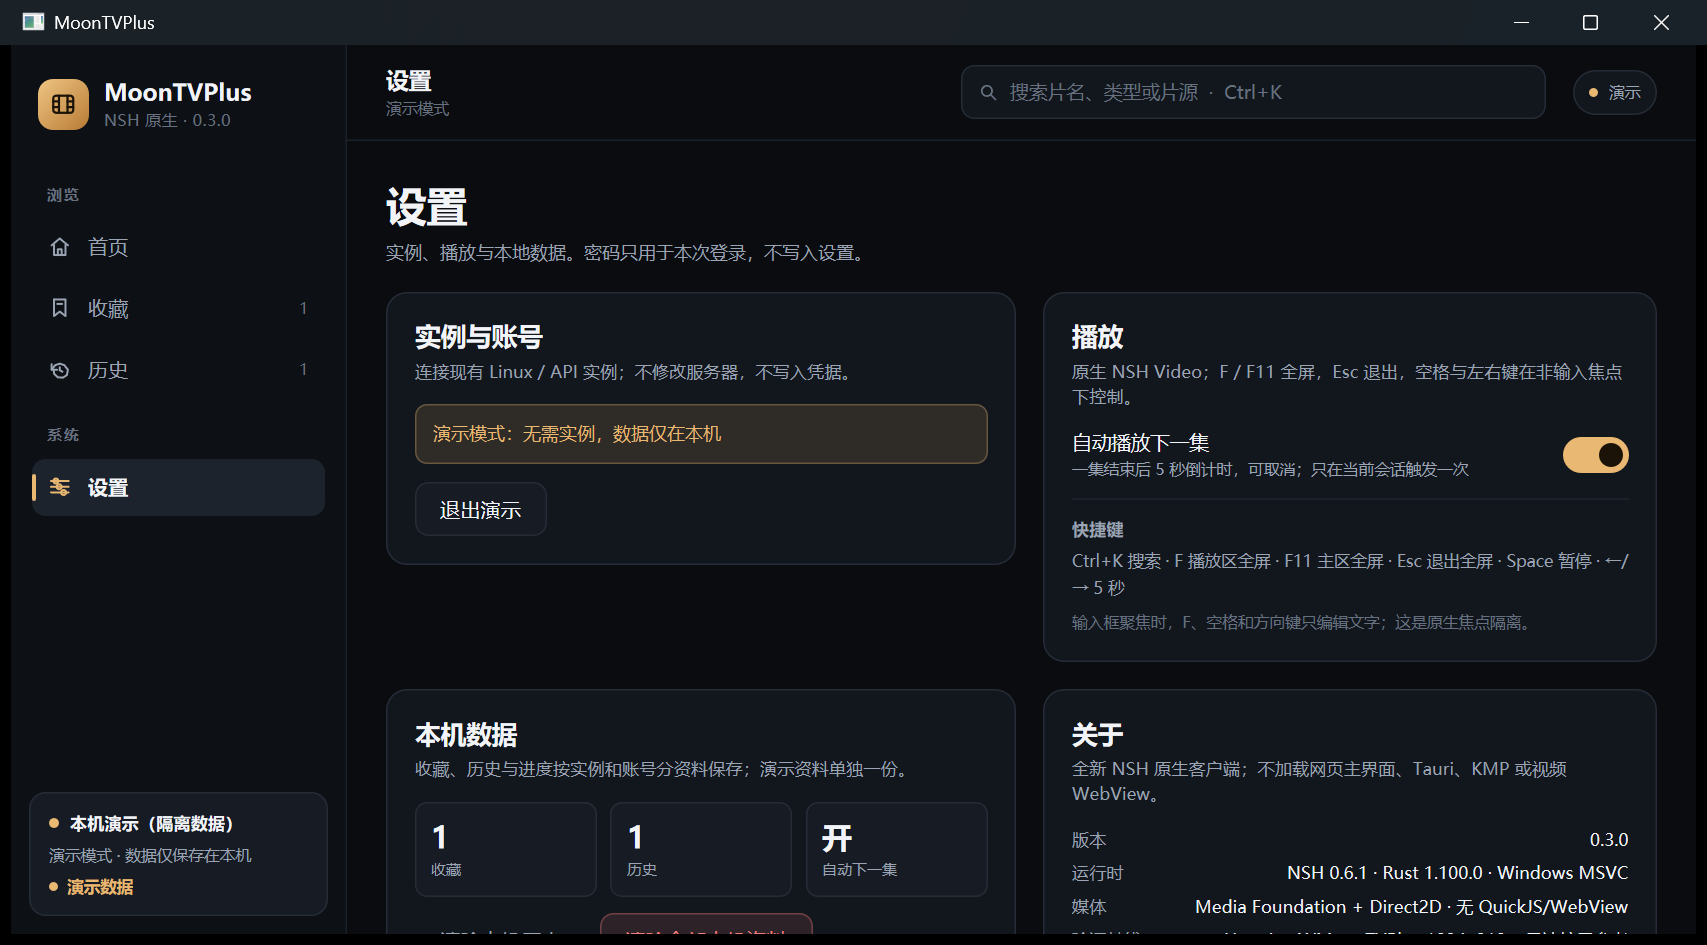 MoonTVPlus
MoonTVPlus
NSH 原生 · 0.3.0
浏览
首页
收藏 1
历史 1
系统
设置
本机演示（隔离数据）
演示模式 · 数据仅保存在本机
演示数据
设置
演示模式
搜索片名、类型或片源 · Ctrl+K
演示
设置
实例、播放与本地数据。密码只用于本次登录，不写入设置。
实例与账号
连接现有 Linux / API 实例；不修改服务器，不写入凭据。
演示模式：无需实例，数据仅在本机
退出演示
播放
原生 NSH Video；F / F11 全屏，Esc 退出，空格与左右键在非输入焦点
下控制。
自动播放下一集
一集结束后 5 秒倒计时，可取消；只在当前会话触发一次
快捷键
Ctrl+K 搜索 · F 播放区全屏 · F11 主区全屏 · Esc 退出全屏 · Space 暂停 · ←/
→ 5 秒
输入框聚焦时，F、空格和方向键只编辑文字；这是原生焦点隔离。
本机数据
收藏、历史与进度按实例和账号分资料保存；演示资料单独一份。
1
收藏
1
历史
开
自动下一集
关于
全新 NSH 原生客户端；不加载网页主界面、Tauri、KMP 或视频
WebView。
版本 0.3.0
运行时 NSH 0.6.1 · Rust 1.100.0 · Windows MSVC
媒体 Media Foundation + Direct2D · 无 QuickJS/WebView